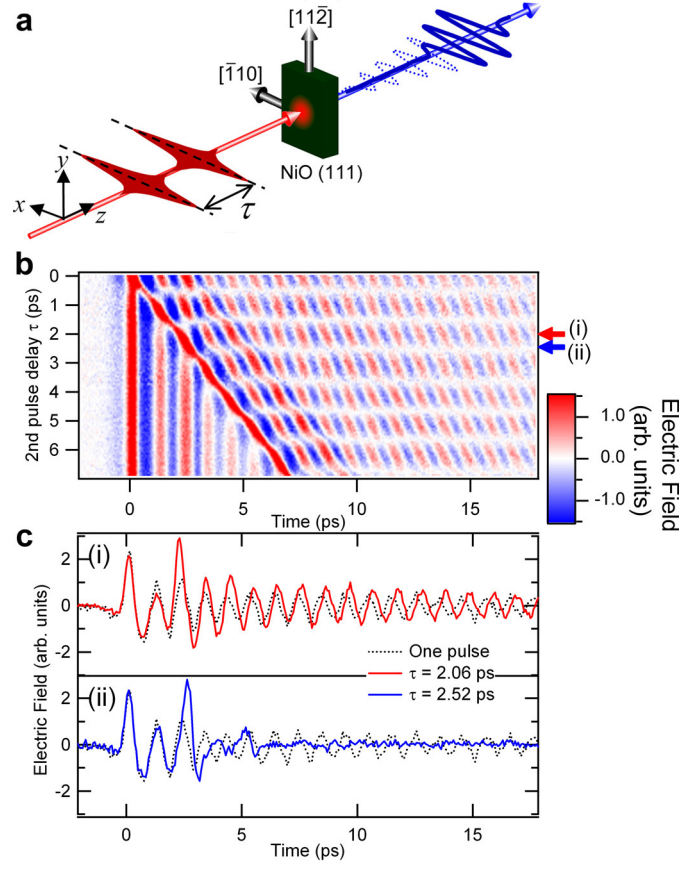 a
[112̅]
[1̅10]
NiO (111)
y
x
z
τ
b
2nd pulse delay τ (ps)
0
1
2
3
4
5
6
(i)
(ii)
0
5
10
15
Time (ps)
1.0
0.0
-1.0
Electric Field
(arb. units)
c
(i)
2
0
-2
One pulse
τ = 2.06 ps
τ = 2.52 ps
(ii)
2
0
-2
Electric Field (arb. units)
0
5
10
15
Time (ps)